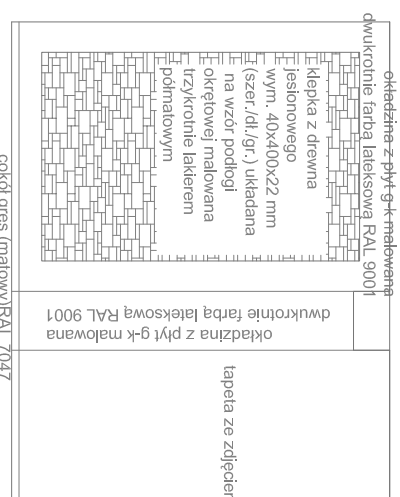 okładzina z płyt g-k malowana
dwukrotnie farbą lateksową RAL 9001
klepka z drewna
jesionowego
wym. 40x400x22 mm
(szer./dł./gr.) układana
na wzór podłogi
okrętowej malowana
trzykrotnie lakierem
półmatowym
okładzina z płyt g-k malowana
dwukrotnie farbą lateksową RAL 9001
tapeta ze zdjęciem
cokół gres (matowy)RAL 7047